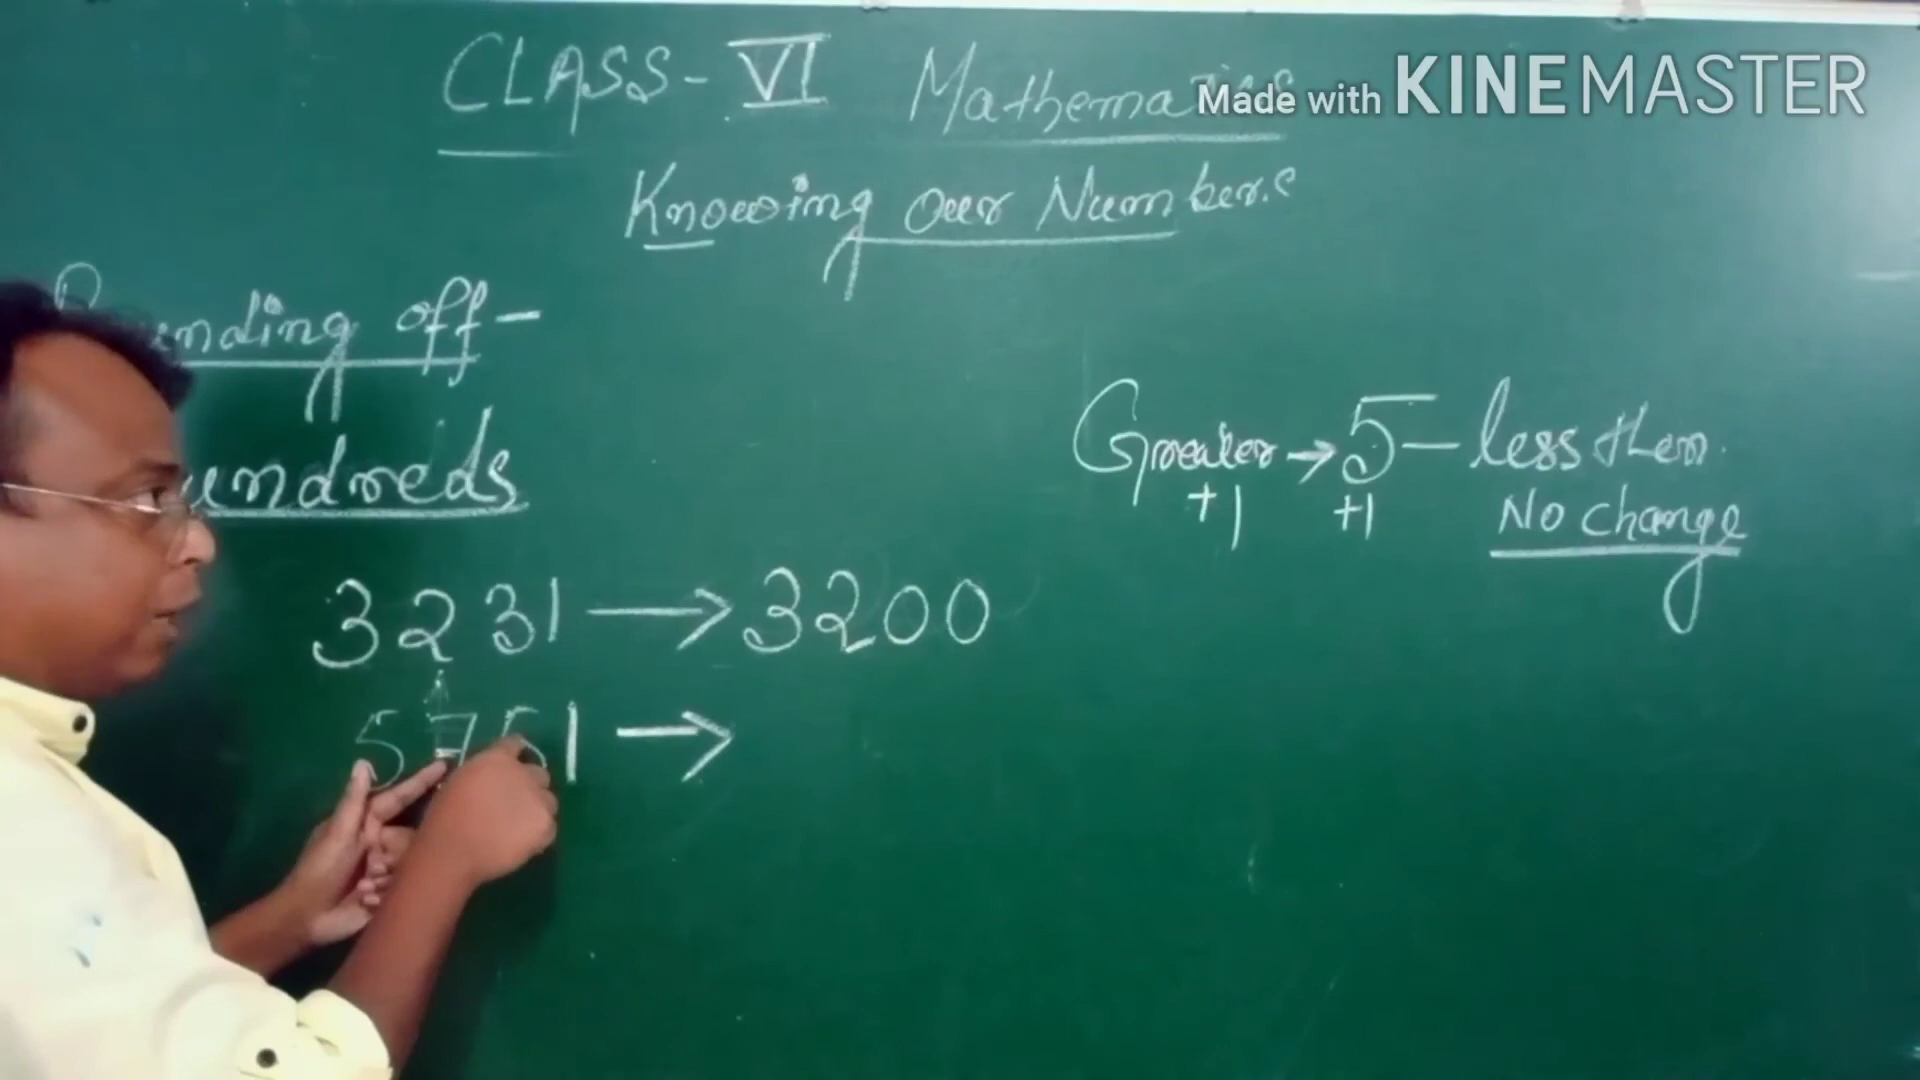 CLASS - VI Mathematics
Made with KINEMASTER
Knowing Our Numbers
Rounding off -
Hundreds
Greater → 5 — less then
+1 +1 No change
3231 → 3200
5751 →